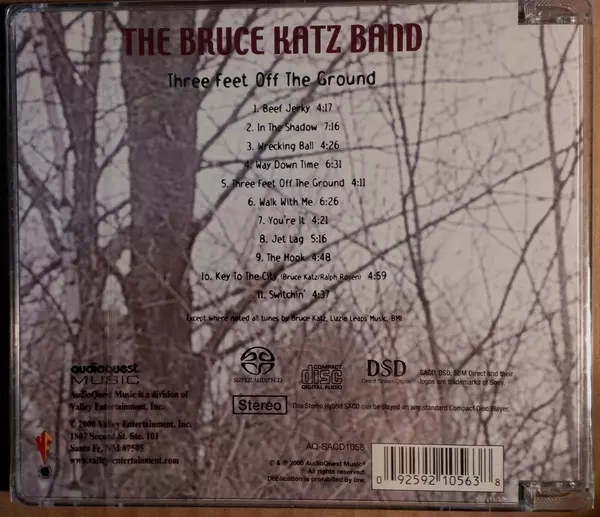 THE BRUCE KATZ BAND
Three Feet Off The Ground
1. Beef Jerky 4:17
2. In The Shadow 7:16
3. Wrecking Ball 4:26
4. Way Down Time 6:31
5. Three Feet Off The Ground 4:11
6. Walk With Me 6:26
7. You're It 4:21
8. Jet Lag 5:16
9. The Hook 4:48
10. Key To The City (Bruce Katz/Ralph Rosen) 4:59
11. Switchin' 4:37
Except where noted all tunes by Bruce Katz, Lizzie Leaps Music, BMI
audioquest
MUSIC
AudioQuest Music is a division of
Valley Entertainment, Inc.
© 2000 Valley Entertainment, Inc.
1807 Second St. Ste. 101
Santa Fe, NM 87505
www.valley-entertainment.com
SUPER AUDIO CD
COMPACT
disc
DIGITAL AUDIO
DSD
Direct Stream Digital
SACD, DSD, SBM Direct and their
logos are trademarks of Sony.
Stereo
This Stereo Hybrid SACD can be played on any standard Compact Disc Player.
AQ-SACD1056
© & ℗ 2000 AudioQuest Music
All rights reserved.
Duplication is prohibited by law.
0 92592 10563 8